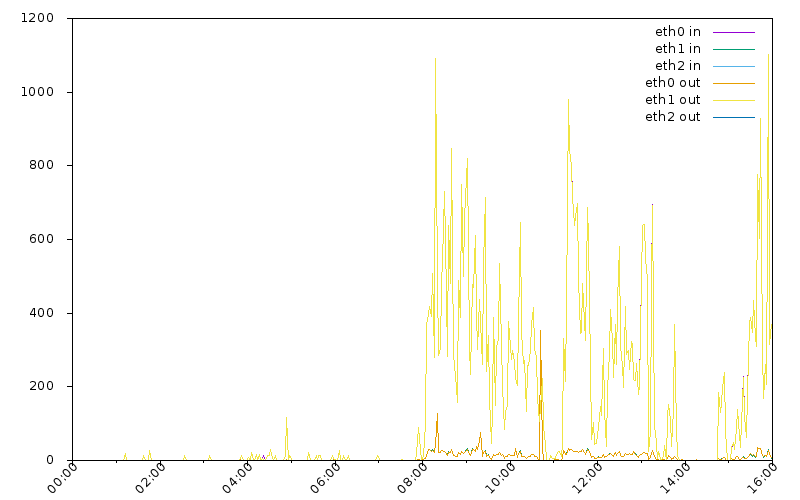 1200
1000
800
600
400
200
0
eth0 in
eth1 in
eth2 in
eth0 out
eth1 out
eth2 out
00:00
02:00
04:00
06:00
08:00
10:00
12:00
14:00
16:00